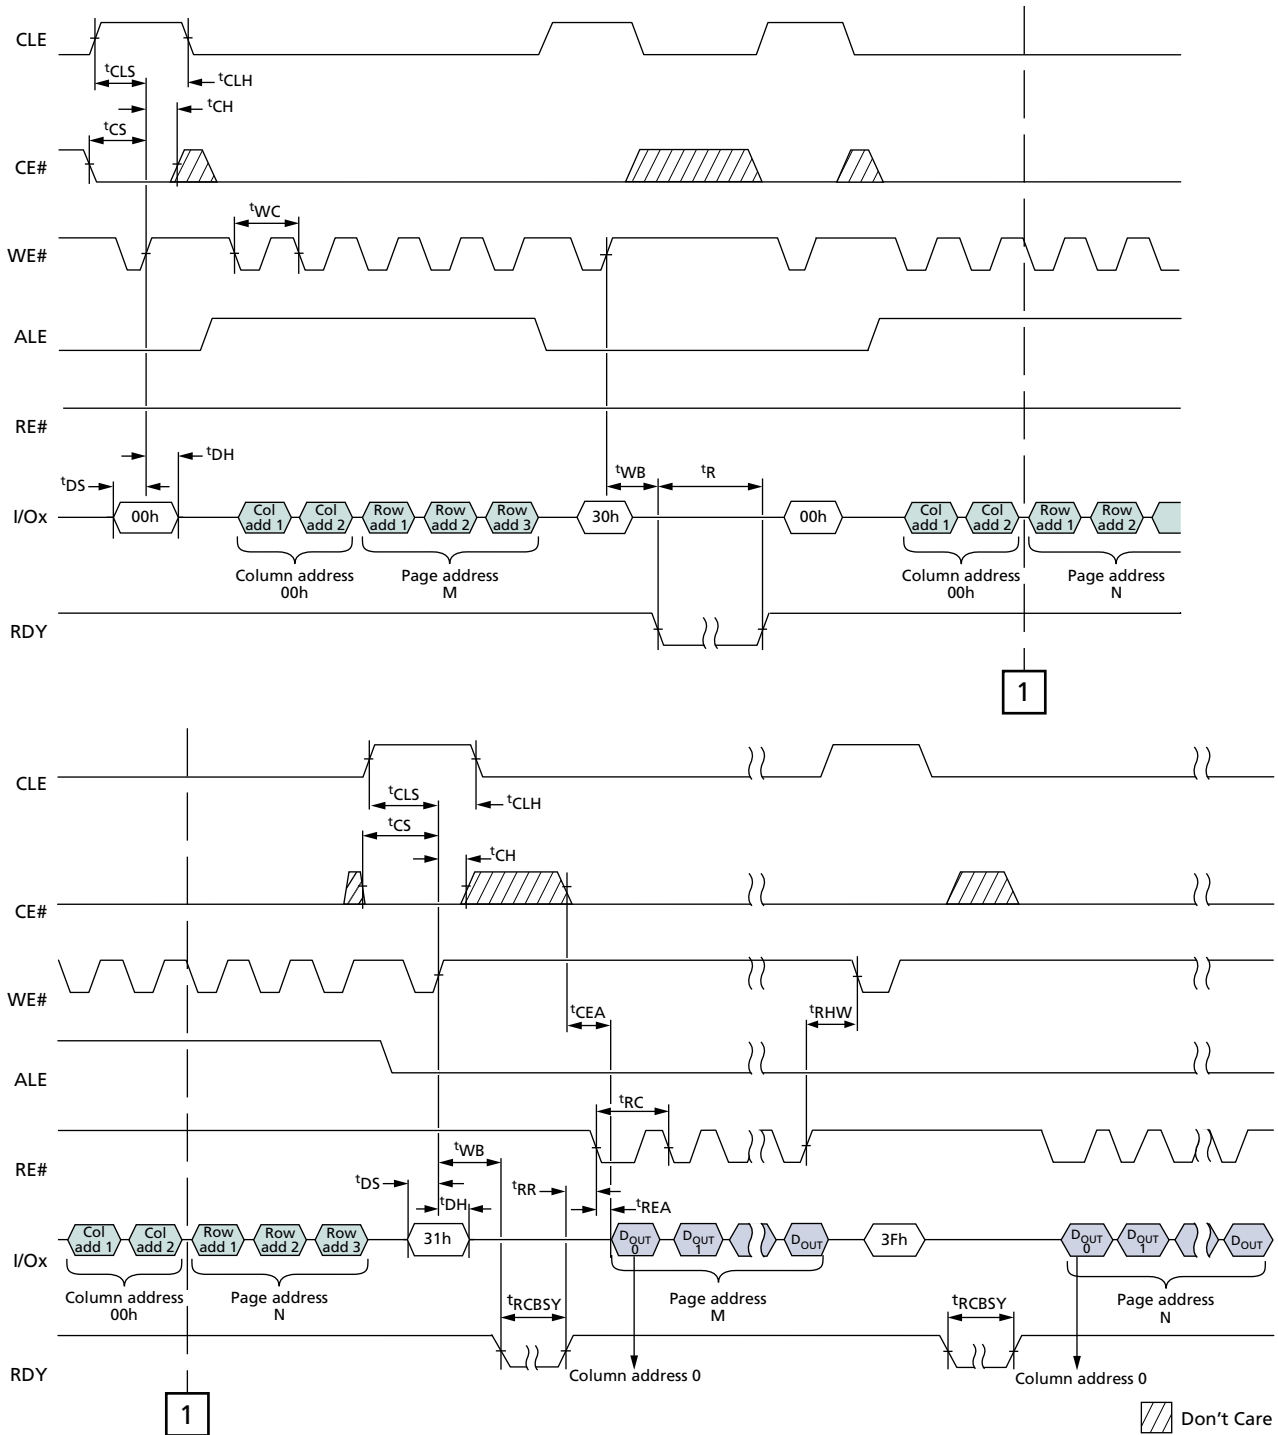 CLE
tCLS
tCLH
tCH
tCS
CE#
tWC
WE#
ALE
RE#
tDH
tDS
tWB
tR
I/Ox
00h
Col add 1
Col add 2
Row add 1
Row add 2
Row add 3
30h
00h
Col add 1
Col add 2
Row add 1
Row add 2
Column address
00h
Page address
M
Column address
00h
Page address
N
RDY
1
CLE
tCLS
tCLH
tCS
tCH
CE#
WE#
tCEA
tRHW
ALE
tRC
RE#
tWB
tDS
tDH
tRR
tREA
I/Ox
Col add 1
Col add 2
Row add 1
Row add 2
Row add 3
31h
DOUT 0
DOUT 1
DOUT
3Fh
DOUT 0
DOUT 1
DOUT
Column address
00h
Page address
N
Page address
M
Page address
N
tRCBSY
tRCBSY
RDY
Column address 0
Column address 0
1
Don't Care